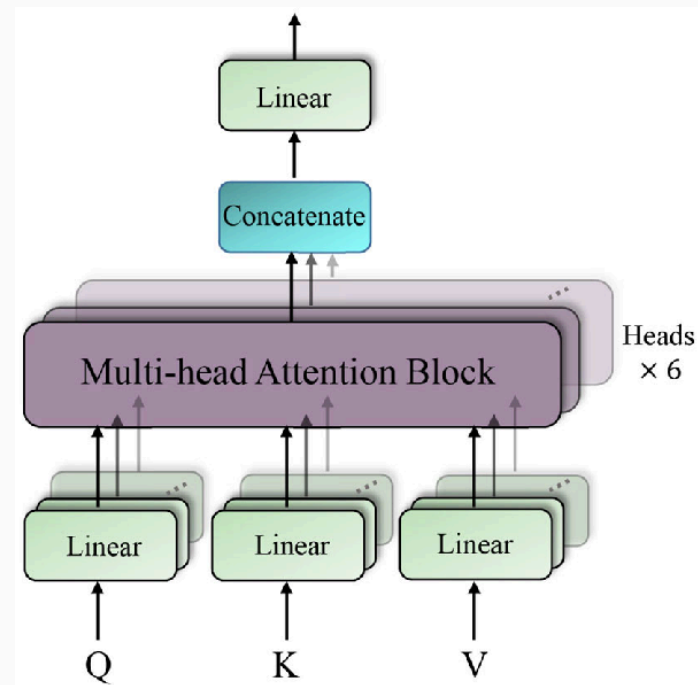 Linear
Concatenate
Heads
× 6
Multi-head Attention Block
Linear Linear Linear
Q K V